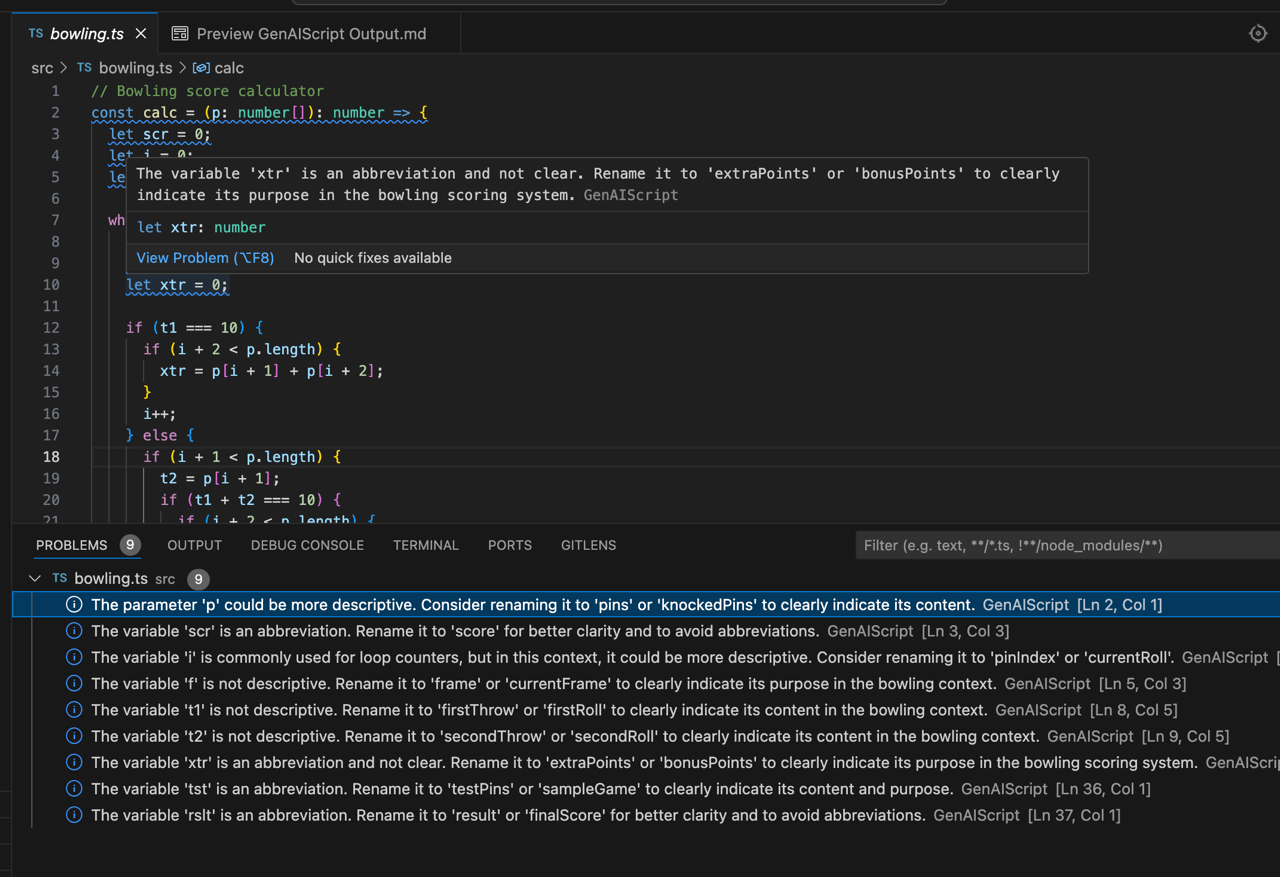 TS bowling.ts
Preview GenAIScript Output.md
src > TS bowling.ts > calc
1 // Bowling score calculator
2 const calc = (p: number[]): number => {
3 let scr = 0;
4 let i = 0;
5 le
6
7 wh
8
9
The variable 'xtr' is an abbreviation and not clear. Rename it to 'extraPoints' or 'bonusPoints' to clearly
indicate its purpose in the bowling scoring system. GenAIScript
let xtr: number
View Problem (⌥F8) No quick fixes available
10 let xtr = 0;
11
12 if (t1 === 10) {
13 if (i + 2 < p.length) {
14 xtr = p[i + 1] + p[i + 2];
15 }
16 i++;
17 } else {
18 if (i + 1 < p.length) {
19 t2 = p[i + 1];
20 if (t1 + t2 === 10) {
21 if (i + 2 < p.length) {
PROBLEMS 9 OUTPUT DEBUG CONSOLE TERMINAL PORTS GITLENS Filter (e.g. text, **/*.ts, !**/node_modules/**)
TS bowling.ts src 9
The parameter 'p' could be more descriptive. Consider renaming it to 'pins' or 'knockedPins' to clearly indicate its content. GenAIScript [Ln 2, Col 1]
The variable 'scr' is an abbreviation. Rename it to 'score' for better clarity and to avoid abbreviations. GenAIScript [Ln 3, Col 3]
The variable 'i' is commonly used for loop counters, but in this context, it could be more descriptive. Consider renaming it to 'pinIndex' or 'currentRoll'. GenAIScript [
The variable 'f' is not descriptive. Rename it to 'frame' or 'currentFrame' to clearly indicate its purpose in the bowling context. GenAIScript [Ln 5, Col 3]
The variable 't1' is not descriptive. Rename it to 'firstThrow' or 'firstRoll' to clearly indicate its content in the bowling context. GenAIScript [Ln 8, Col 5]
The variable 't2' is not descriptive. Rename it to 'secondThrow' or 'secondRoll' to clearly indicate its content in the bowling context. GenAIScript [Ln 9, Col 5]
The variable 'xtr' is an abbreviation and not clear. Rename it to 'extraPoints' or 'bonusPoints' to clearly indicate its purpose in the bowling scoring system. GenAIScri
The variable 'tst' is an abbreviation. Rename it to 'testPins' or 'sampleGame' to clearly indicate its content and purpose. GenAIScript [Ln 36, Col 1]
The variable 'rslt' is an abbreviation. Rename it to 'result' or 'finalScore' for better clarity and to avoid abbreviations. GenAIScript [Ln 37, Col 1]